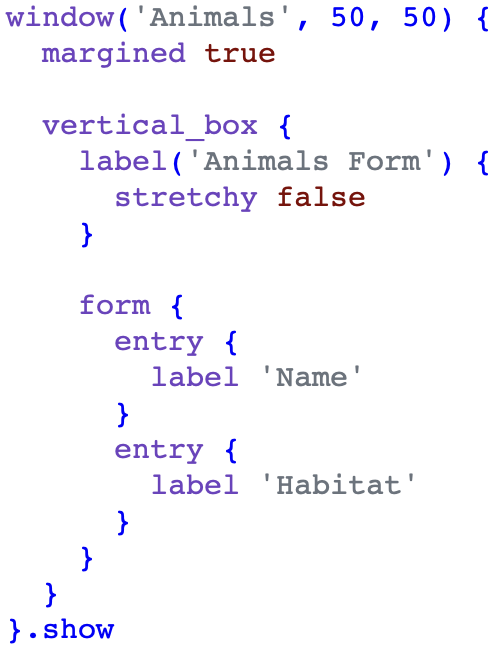 window('Animals', 50, 50) {
  margined true

  vertical_box {
    label('Animals Form') {
      stretchy false
    }

    form {
      entry {
        label 'Name'
      }
      entry {
        label 'Habitat'
      }
    }
  }
}.show